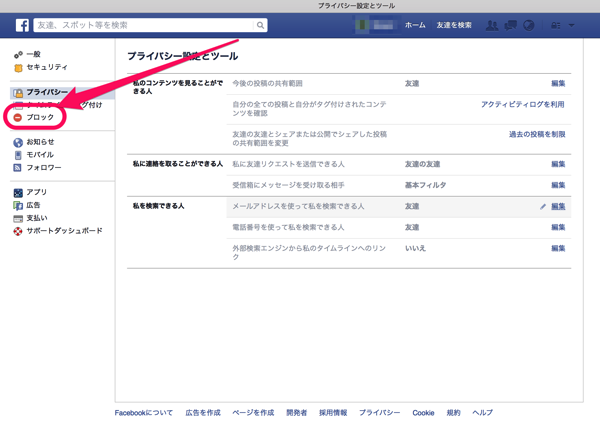 プライバシー設定とツール
友達、スポット等を検索
ホーム 友達を検索
一般
セキュリティ
プライバシー
グ付け
ブロック
お知らせ
モバイル
フォロワー
アプリ
広告
支払い
サポートダッシュボード
プライバシー設定とツール
私のコンテンツを見ることがで
きる人
今後の投稿の共有範囲 友達 編集
自分の全ての投稿と自分がタグ付けされたコンテ
ンツを確認
アクティビティログを利用
友達の友達とシェアまたは公開でシェアした投稿
の共有範囲を変更
過去の投稿を制限
私に連絡を取ることができる人 私に友達リクエストを送信できる人 友達の友達 編集
受信箱にメッセージを受け取る相手 基本フィルタ 編集
私を検索できる人 メールアドレスを使って私を検索できる人 友達 編集
電話番号を使って私を検索できる人 友達 編集
外部検索エンジンから私のタイムラインへのリン
ク
いいえ 編集
Facebookについて 広告を作成 ページを作成 開発者 採用情報 プライバシー Cookie 規約 ヘルプ